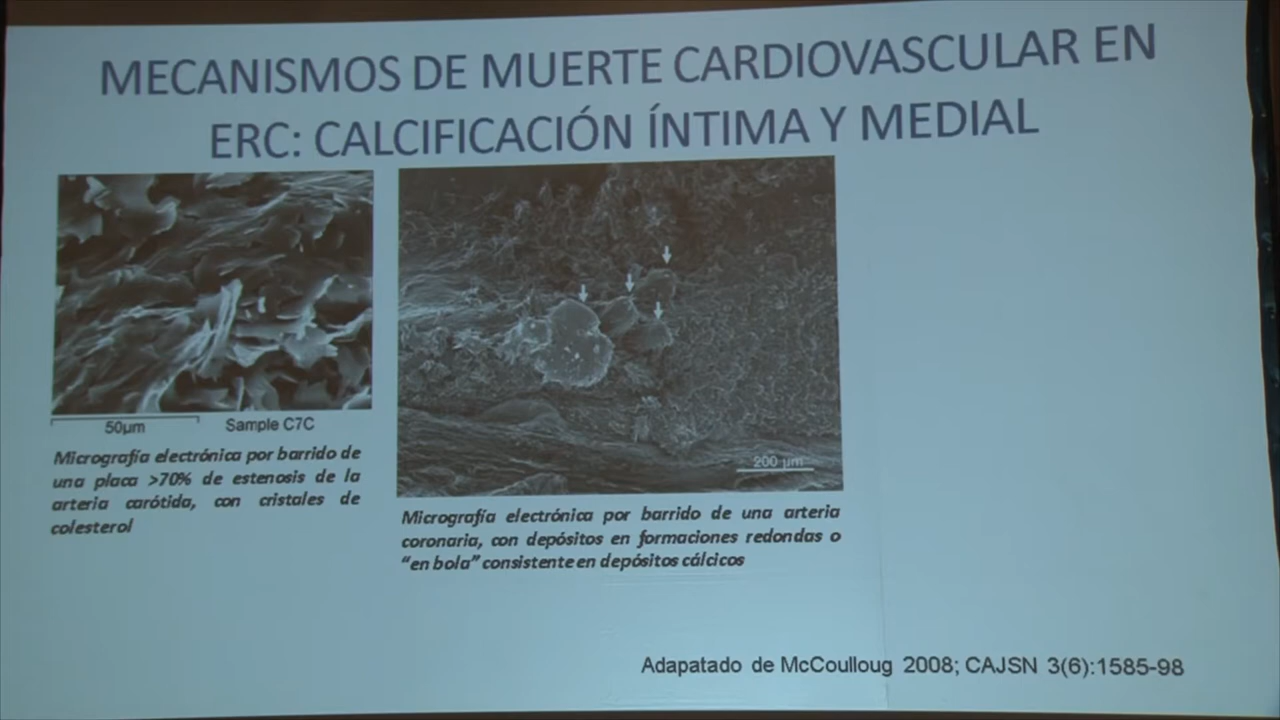 MECANISMOS DE MUERTE CARDIOVASCULAR EN
ERC: CALCIFICACIÓN ÍNTIMA Y MEDIAL
50µm
Sample C7C
Micrografía electrónica por barrido de
una placa >70% de estenosis de la
arteria carótida, con cristales de
colesterol
200 µm
Micrografía electrónica por barrido de una arteria
coronaria, con depósitos en formaciones redondas o
"en bola" consistente en depósitos cálcicos
Adapatado de McCoulloug 2008; CAJSN 3(6):1585-98